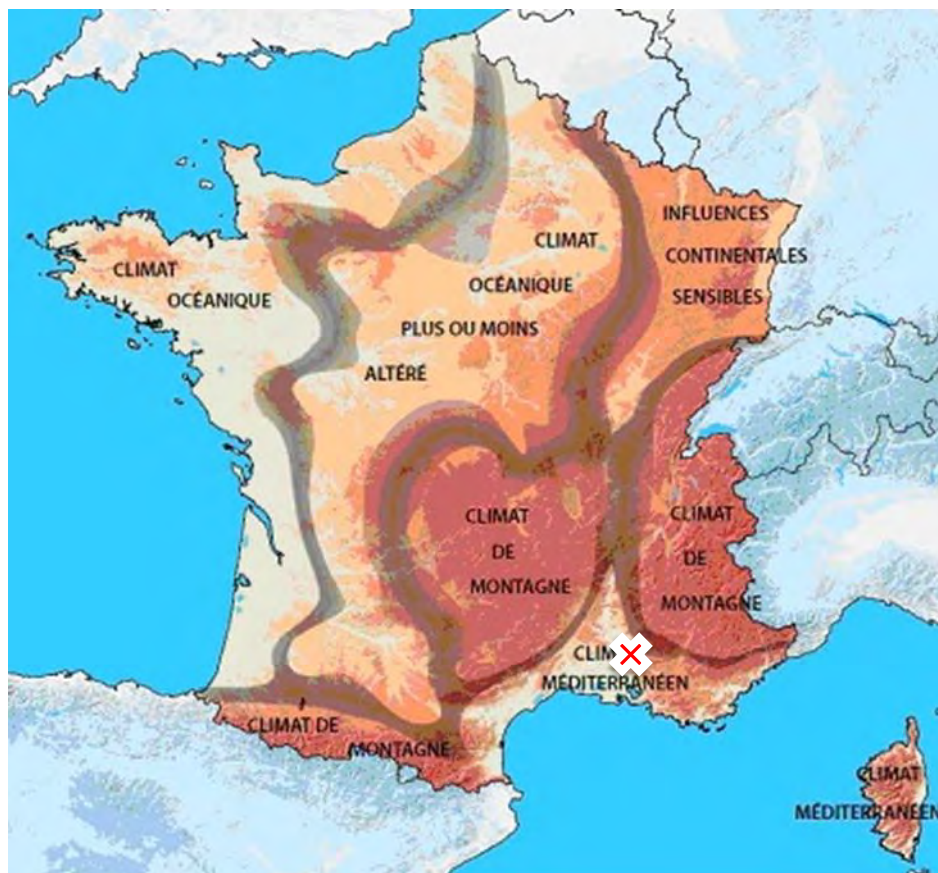 INFLUENCES
CONTINENTALES
SENSIBLES
CLIMAT
OCÉANIQUE
PLUS OU MOINS
ALTÉRÉ
CLIMAT
OCÉANIQUE
CLIMAT
DE
MONTAGNE
CLIMAT
DE
MONTAGNE
MÉDITERRANÉEN
CLIMAT DE
MONTAGNE
CLIMAT
MÉDITERRANÉEN